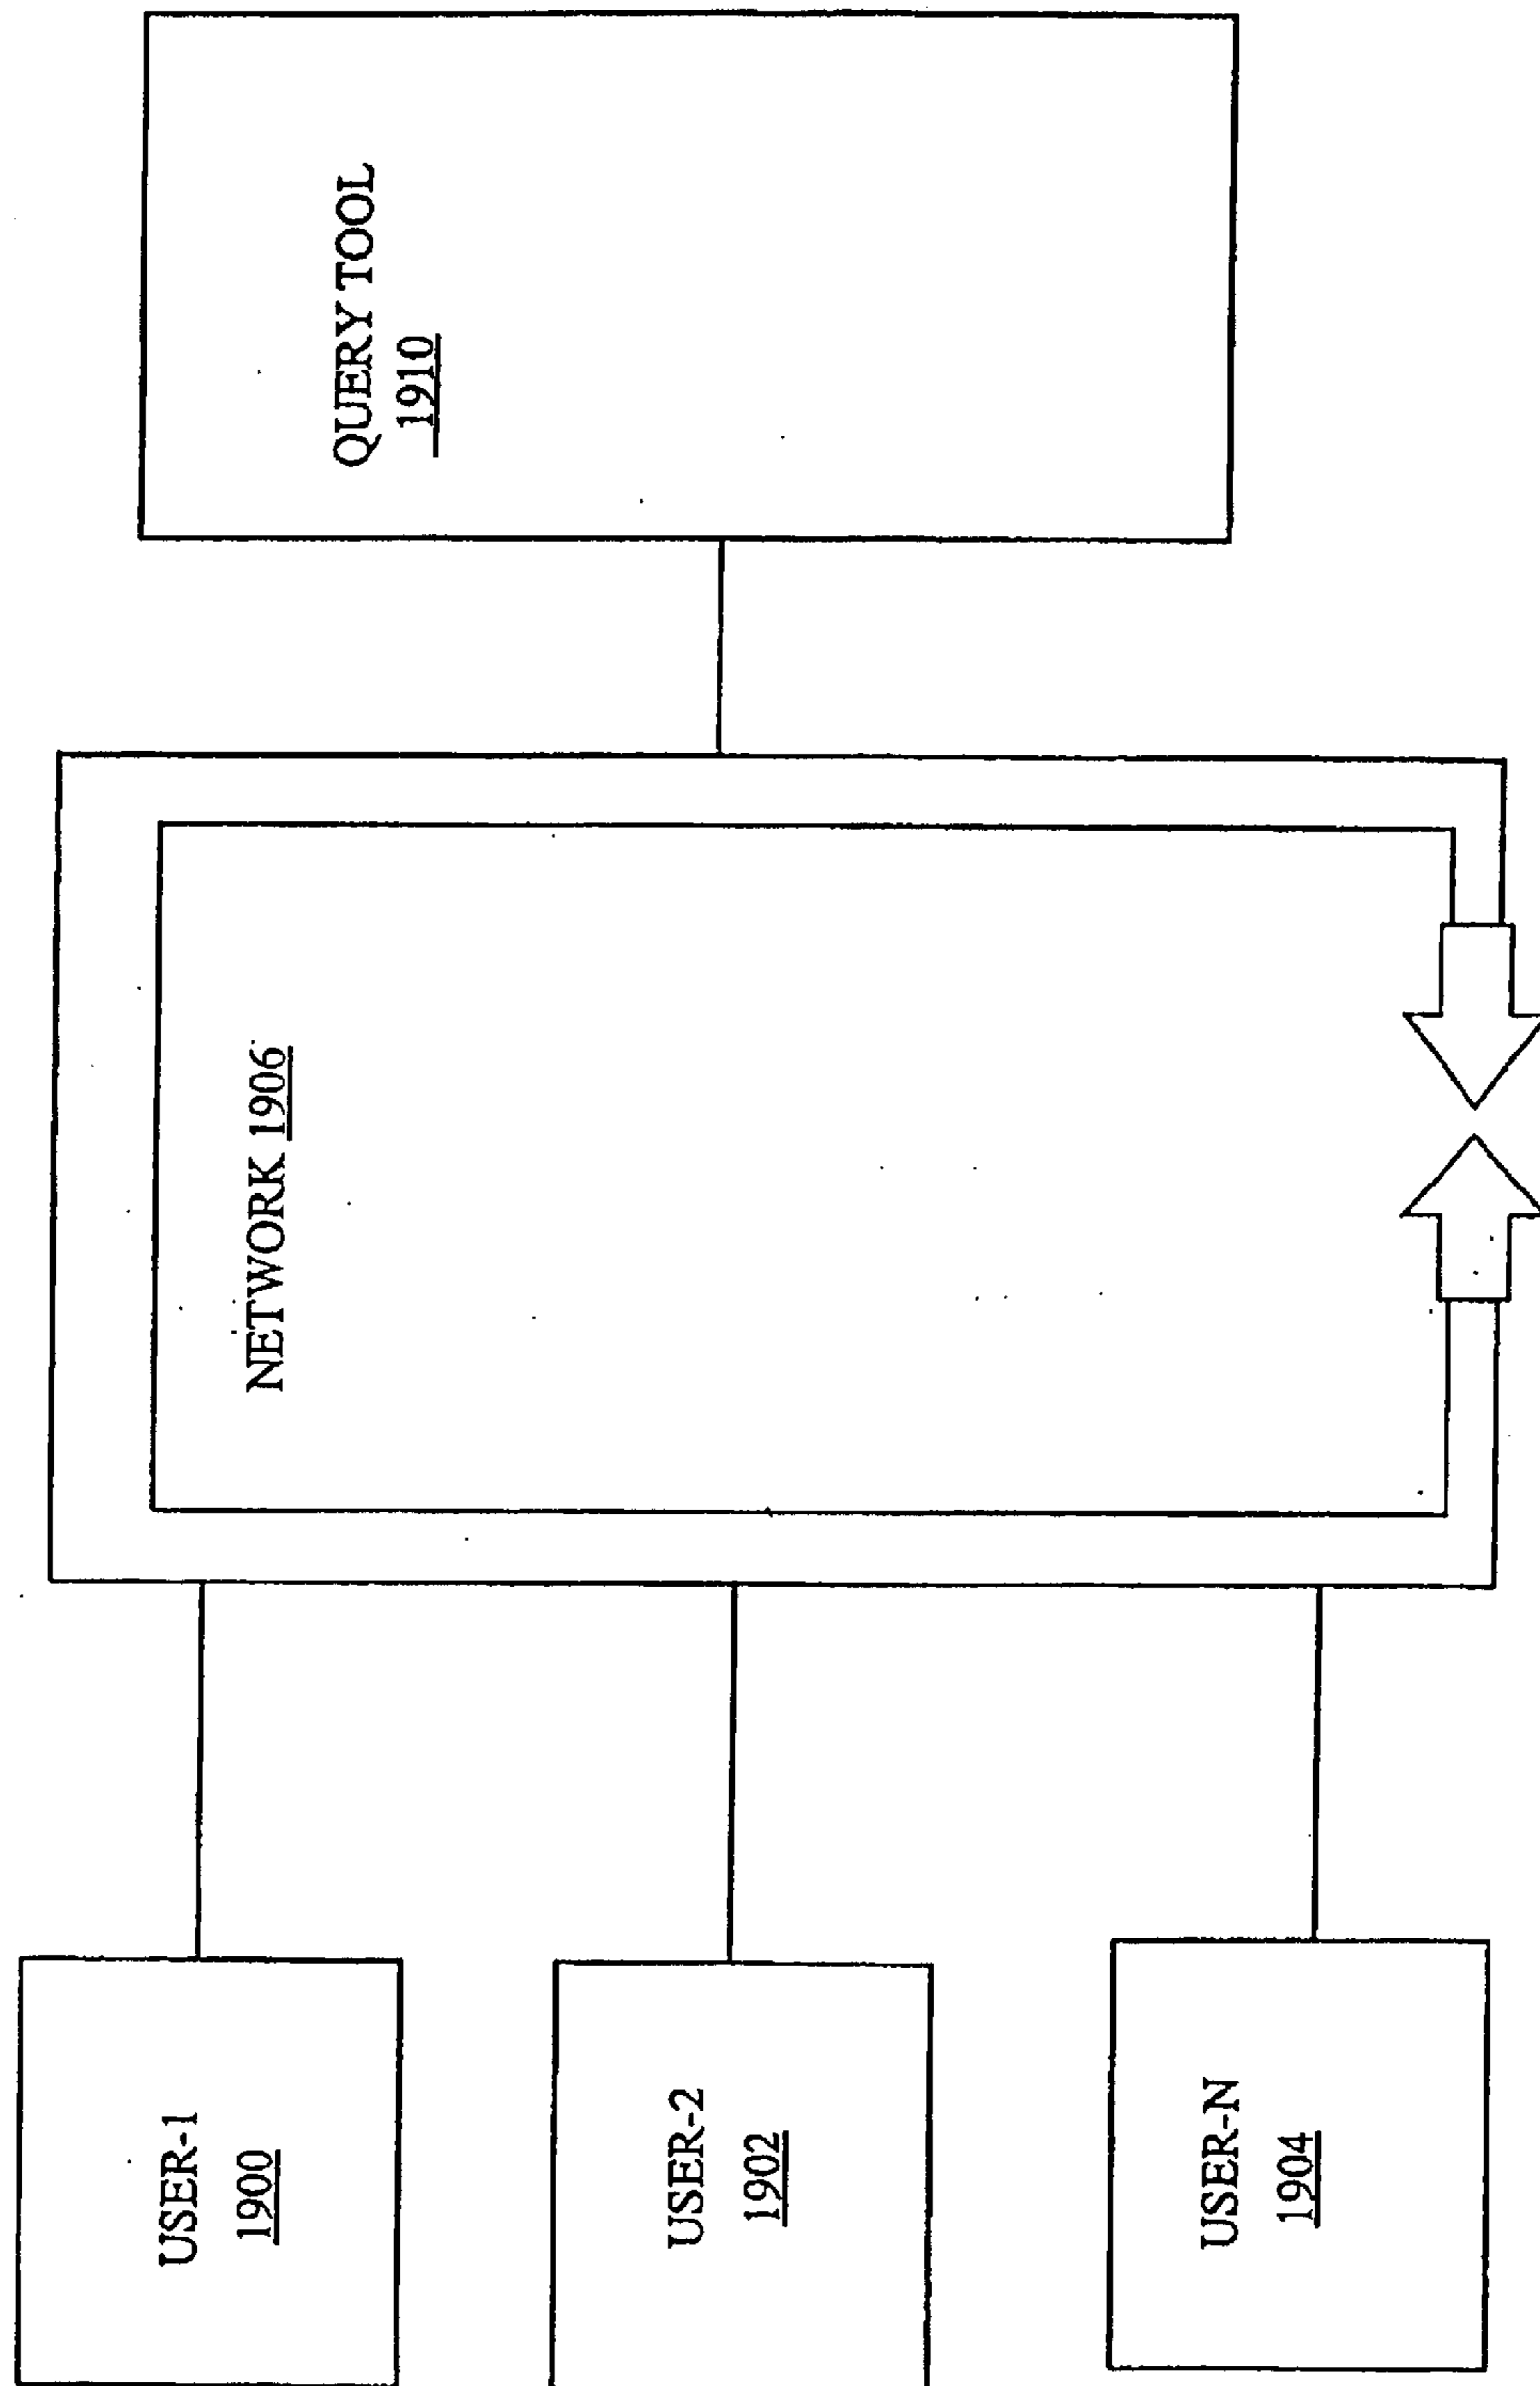 USER-1
1900
USER-2
1902
USER-N
1904
NETWORK 1906
QUERY TOOL
1910